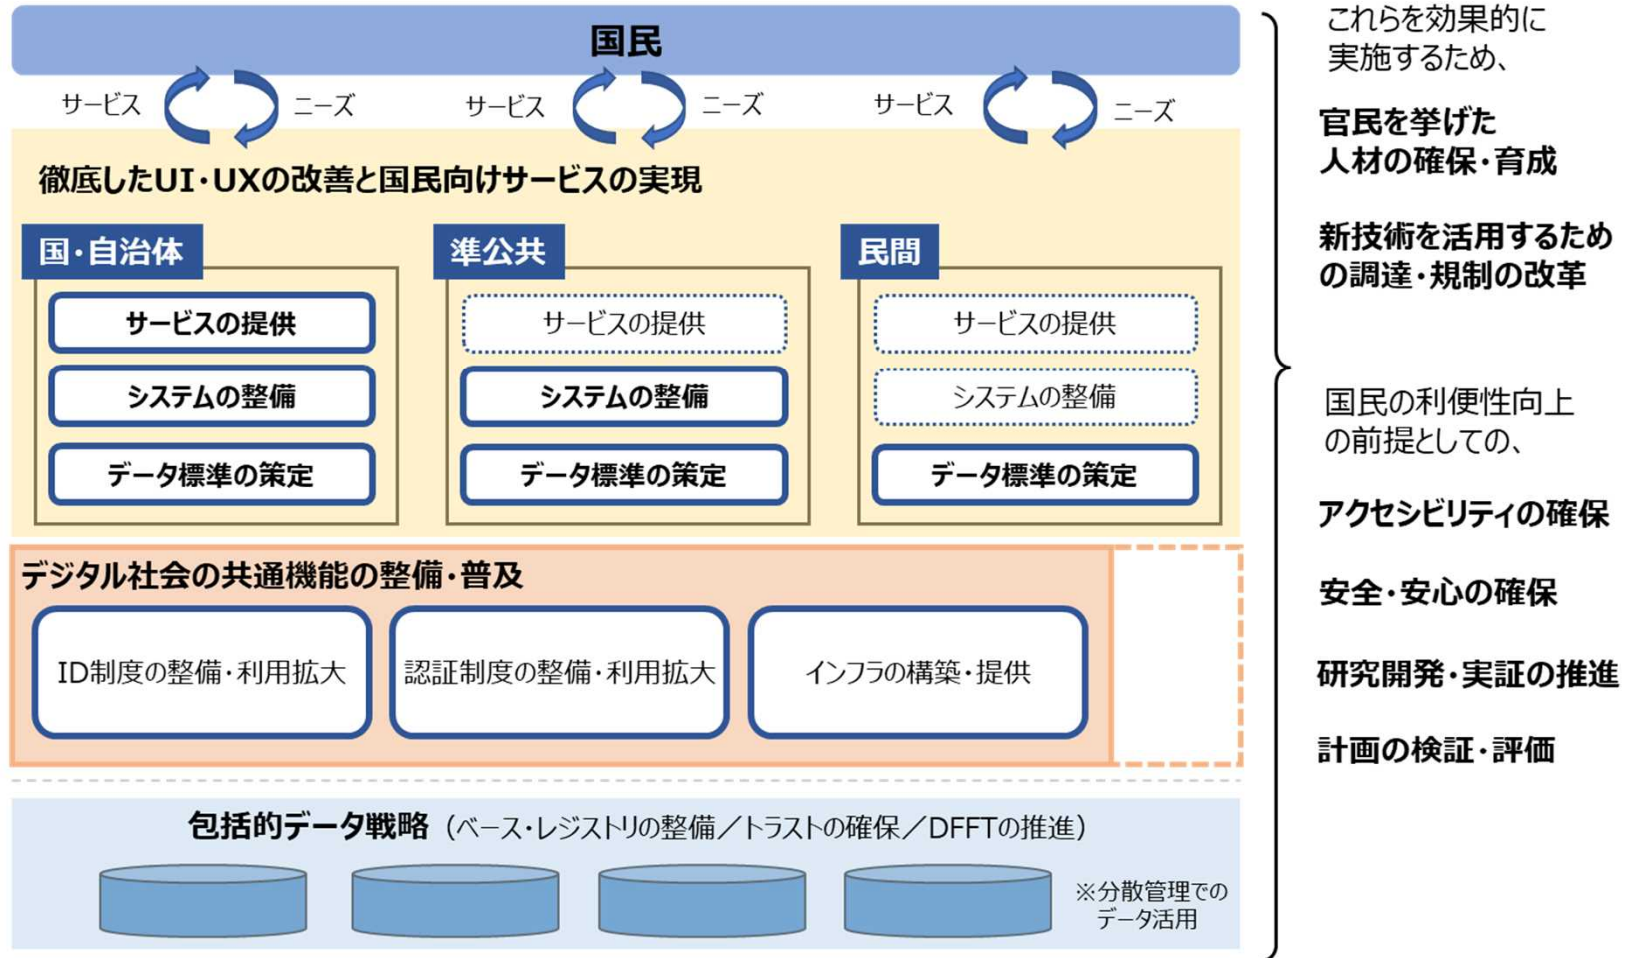 国民
サービス
ニーズ
サービス
ニーズ
サービス
ニーズ
徹底したUI・UXの改善と国民向けサービスの実現
国・自治体
サービスの提供
システムの整備
データ標準の策定
準公共
サービスの提供
システムの整備
データ標準の策定
民間
サービスの提供
システムの整備
データ標準の策定
デジタル社会の共通機能の整備・普及
ID制度の整備・利用拡大
認証制度の整備・利用拡大
インフラの構築・提供
包括的データ戦略（ベース・レジストリの整備／トラストの確保／DFFTの推進）
※分散管理での
データ活用
これらを効果的に
実施するため、
官民を挙げた
人材の確保・育成
新技術を活用するため
の調達・規制の改革
国民の利便性向上
の前提としての、
アクセシビリティの確保
安全・安心の確保
研究開発・実証の推進
計画の検証・評価